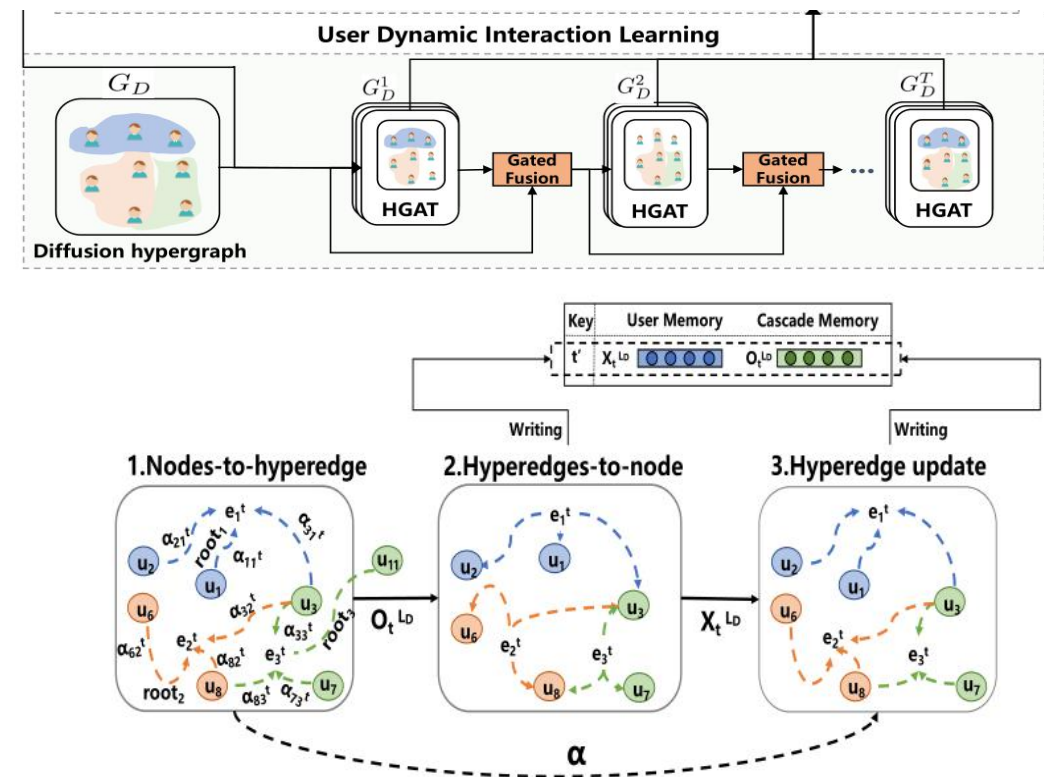 User Dynamic Interaction Learning
G_D
G_D^1
G_D^2
G_D^T
Gated
Fusion
Gated
Fusion
...
HGAT
HGAT
HGAT
Diffusion hypergraph
Key User Memory Cascade Memory
t' X_t^{L_D} O_t^{L_D}
Writing
Writing
1.Nodes-to-hyperedge
2.Hyperedges-to-node
3.Hyperedge update
e_1^t
α_21^t
root_1
α_11^t
α_31^t
u_2
u_1
u_11
u_6
α_32^t
u_3
α_33^t
root_3
e_2^t
α_62^t
α_82^t
e_3^t
root_2
u_8
α_83^t
α_73^t
u_7
O_t^{L_D}
e_1^t
u_2
u_1
u_3
u_6
e_2^t
e_3^t
u_8
u_7
X_t^{L_D}
e_1^t
u_2
u_1
u_6
u_3
e_2^t
e_3^t
u_8
u_7
α